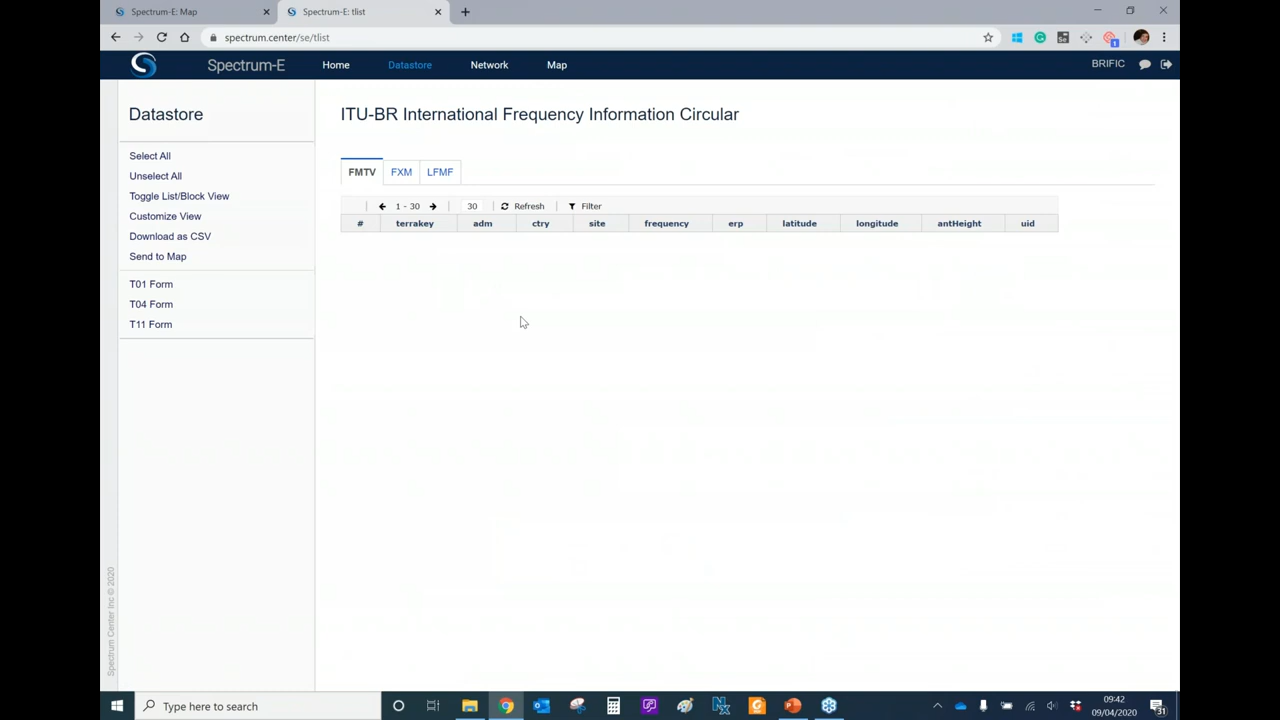 Spectrum-E: Map
Spectrum-E: tlist
spectrum.center/se/tlist
Spectrum-E
Home
Datastore
Network
Map
BRIFIC
Datastore
Select All
Unselect All
Toggle List/Block View
Customize View
Download as CSV
Send to Map
T01 Form
T04 Form
T11 Form
Spectrum Center Inc © 2020
ITU-BR International Frequency Information Circular
FMTV FXM LFMF
1 - 30 30 Refresh Filter
# terrakey adm ctry site frequency erp latitude longitude antHeight uid
Type here to search
09:42
09/04/2020
31